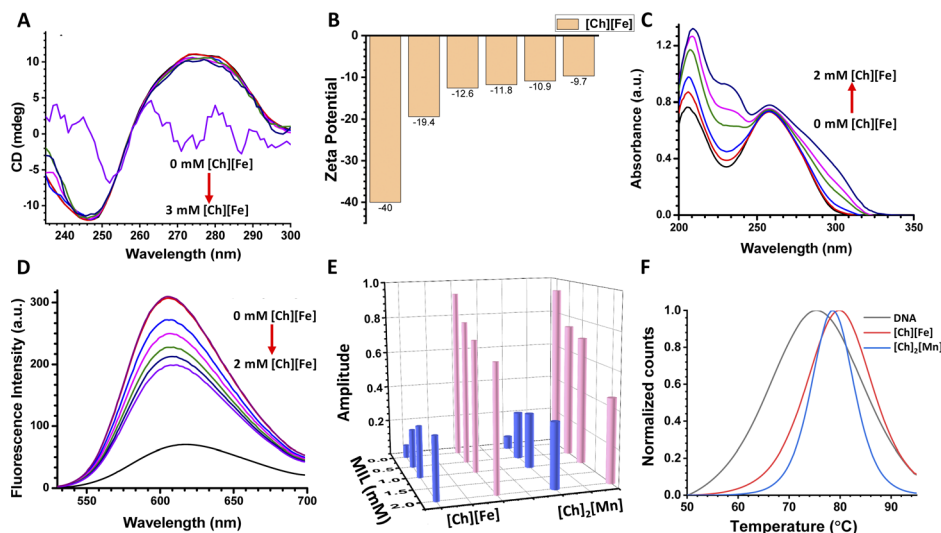 A
CD (mdeg)
10
5
0
-5
-10
0 mM [Ch][Fe]
3 mM [Ch][Fe]
240
250
260
270
280
290
300
Wavelength (nm)
B
[Ch][Fe]
Zeta Potential
0
-10
-20
-30
-40
-40
-19.4
-12.6
-11.8
-10.9
-9.7
C
Absorbance (a.u.)
1.2
0.8
0.4
0.0
2 mM [Ch][Fe]
0 mM [Ch][Fe]
200
250
300
350
Wavelength (nm)
D
Fluorescence Intensity (a.u.)
300
200
100
0
0 mM [Ch][Fe]
2 mM [Ch][Fe]
550
600
650
700
Wavelength (nm)
E
Amplitude
1.0
0.8
0.6
0.4
0.2
0.0
0.5
1.0
1.5
2.0
MIL (mM)
[Ch][Fe]
[Ch]₂[Mn]
F
Normalized counts
1.0
0.8
0.6
0.4
0.2
0.0
DNA
[Ch][Fe]
[Ch]₂[Mn]
50
60
70
80
90
Temperature (°C)